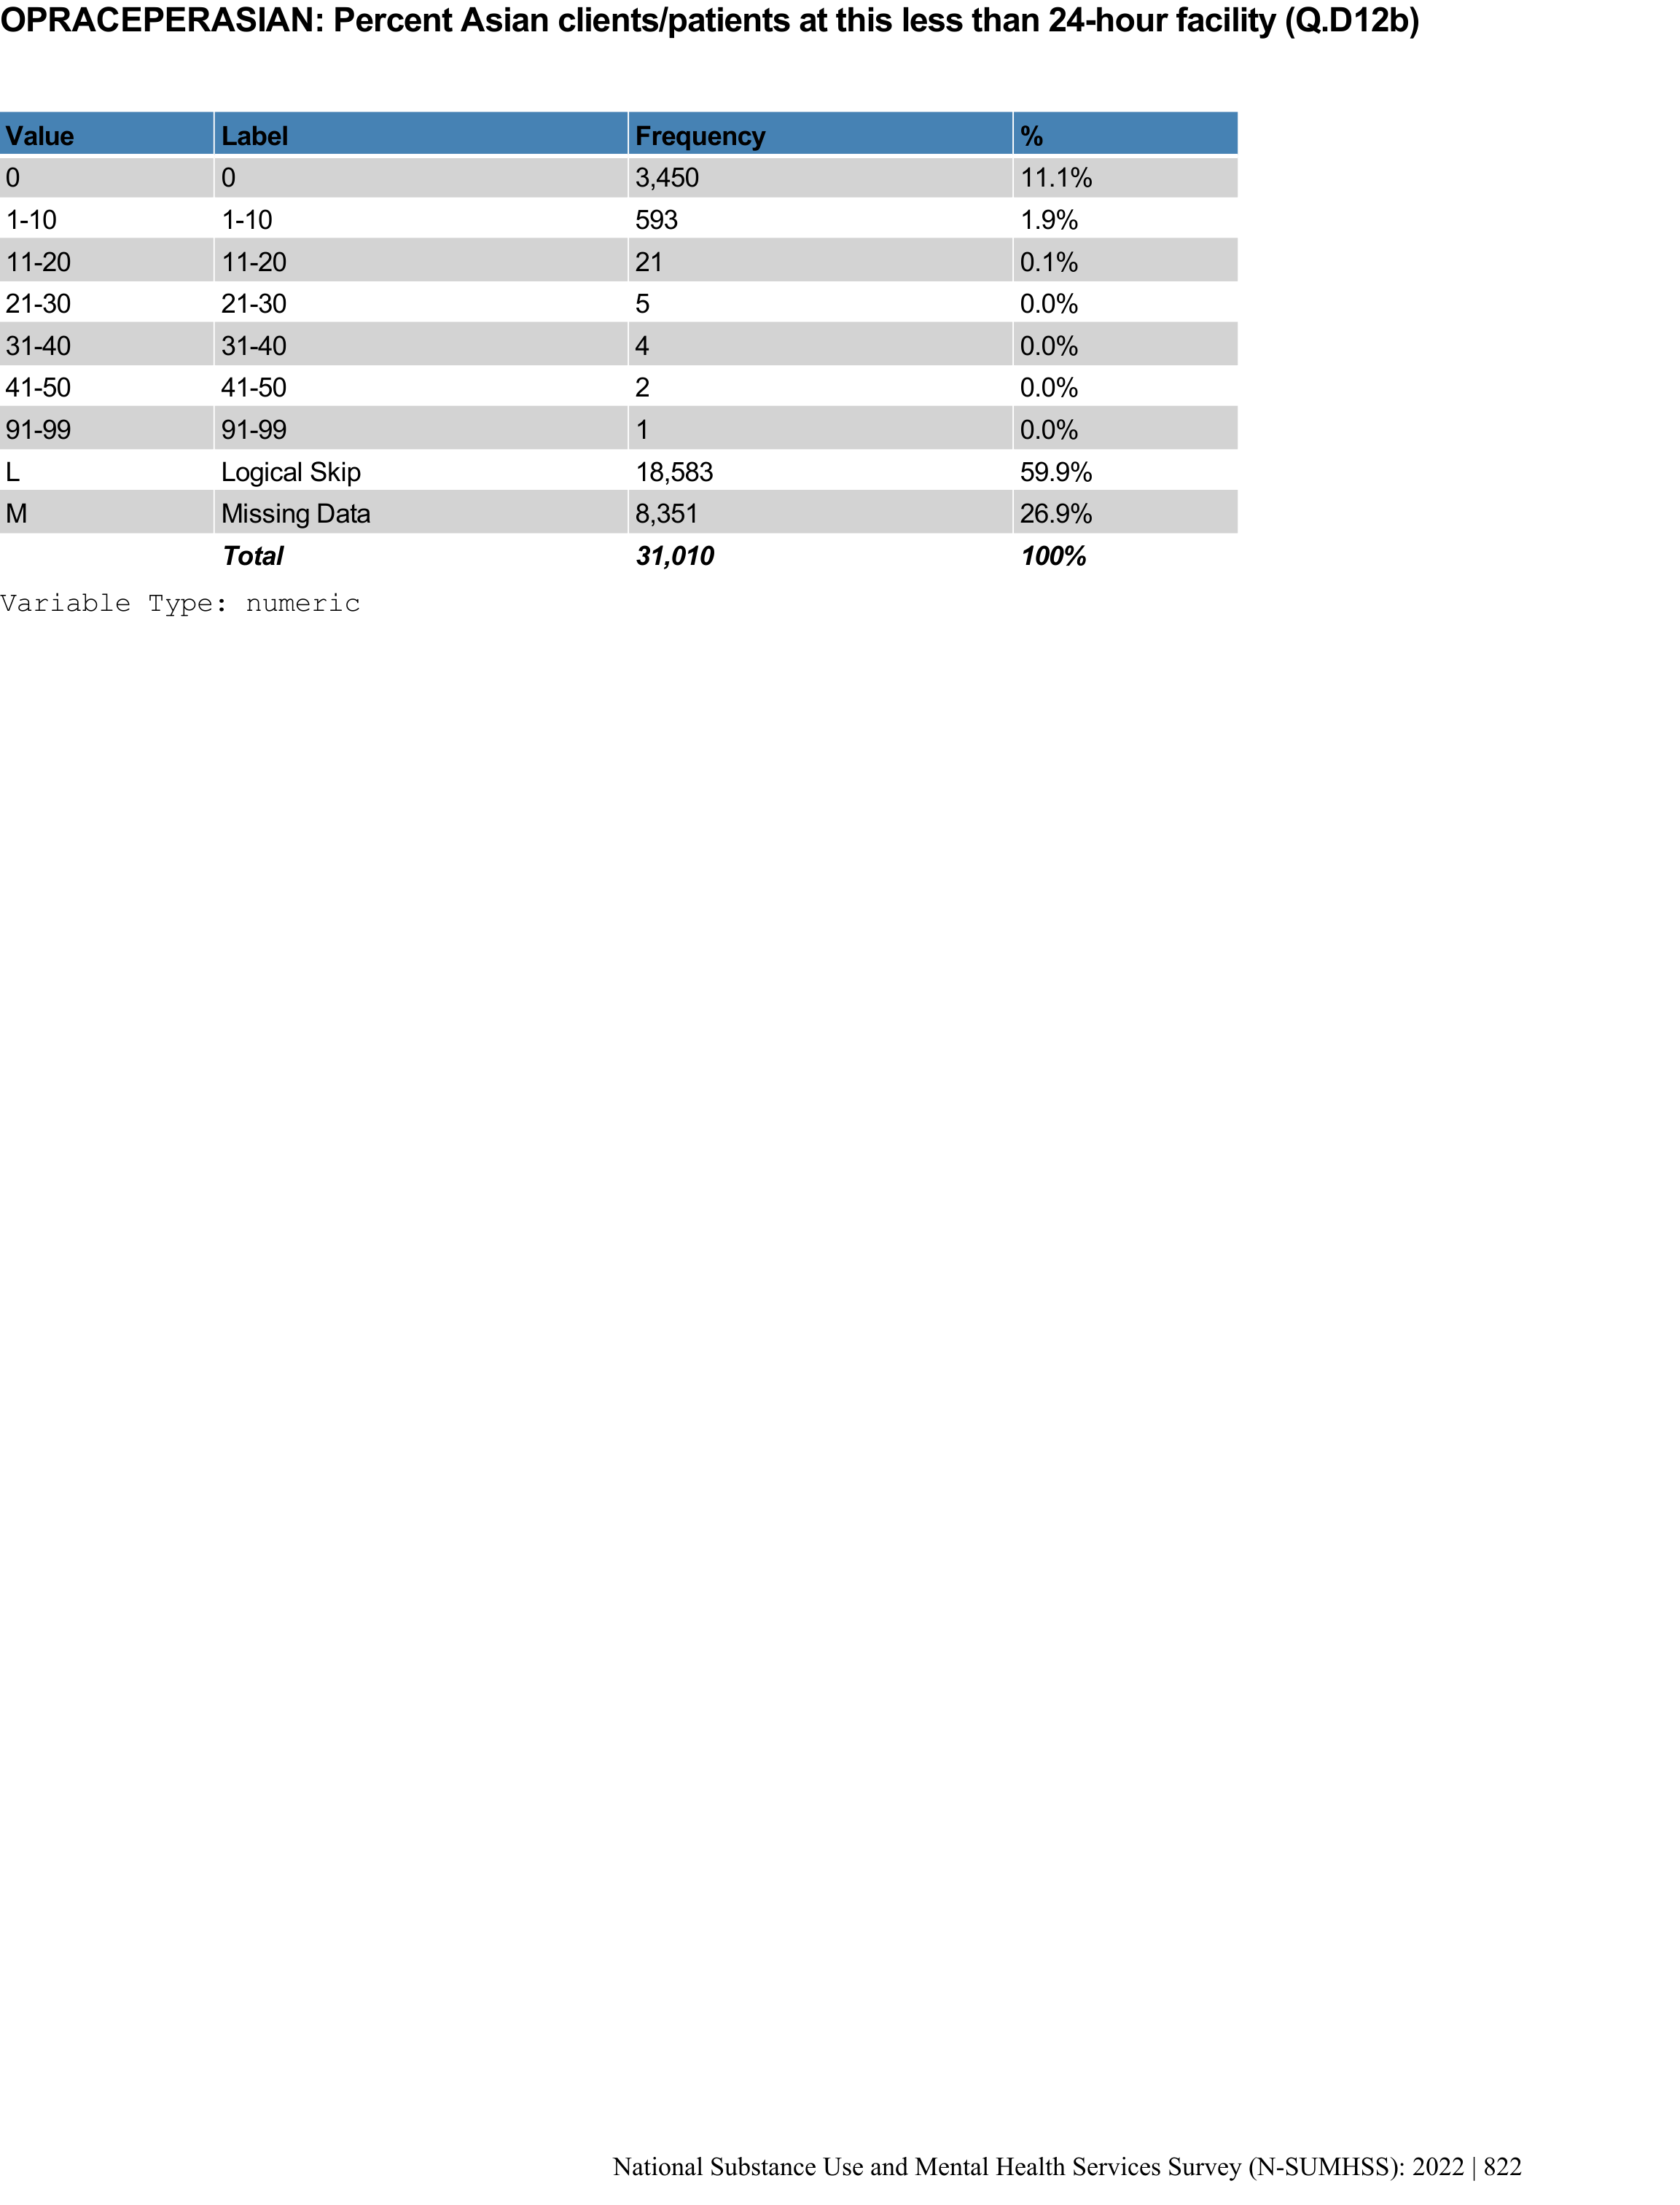 OPRACEPERASIAN: Percent Asian clients/patients at this less than 24-hour facility (Q.D12b)
Value Label Frequency %
0 0 3,450 11.1%
1-10 1-10 593 1.9%
11-20 11-20 21 0.1%
21-30 21-30 5 0.0%
31-40 31-40 4 0.0%
41-50 41-50 2 0.0%
91-99 91-99 1 0.0%
L Logical Skip 18,583 59.9%
M Missing Data 8,351 26.9%
Total 31,010 100%
Variable Type: numeric
National Substance Use and Mental Health Services Survey (N-SUMHSS): 2022 | 822